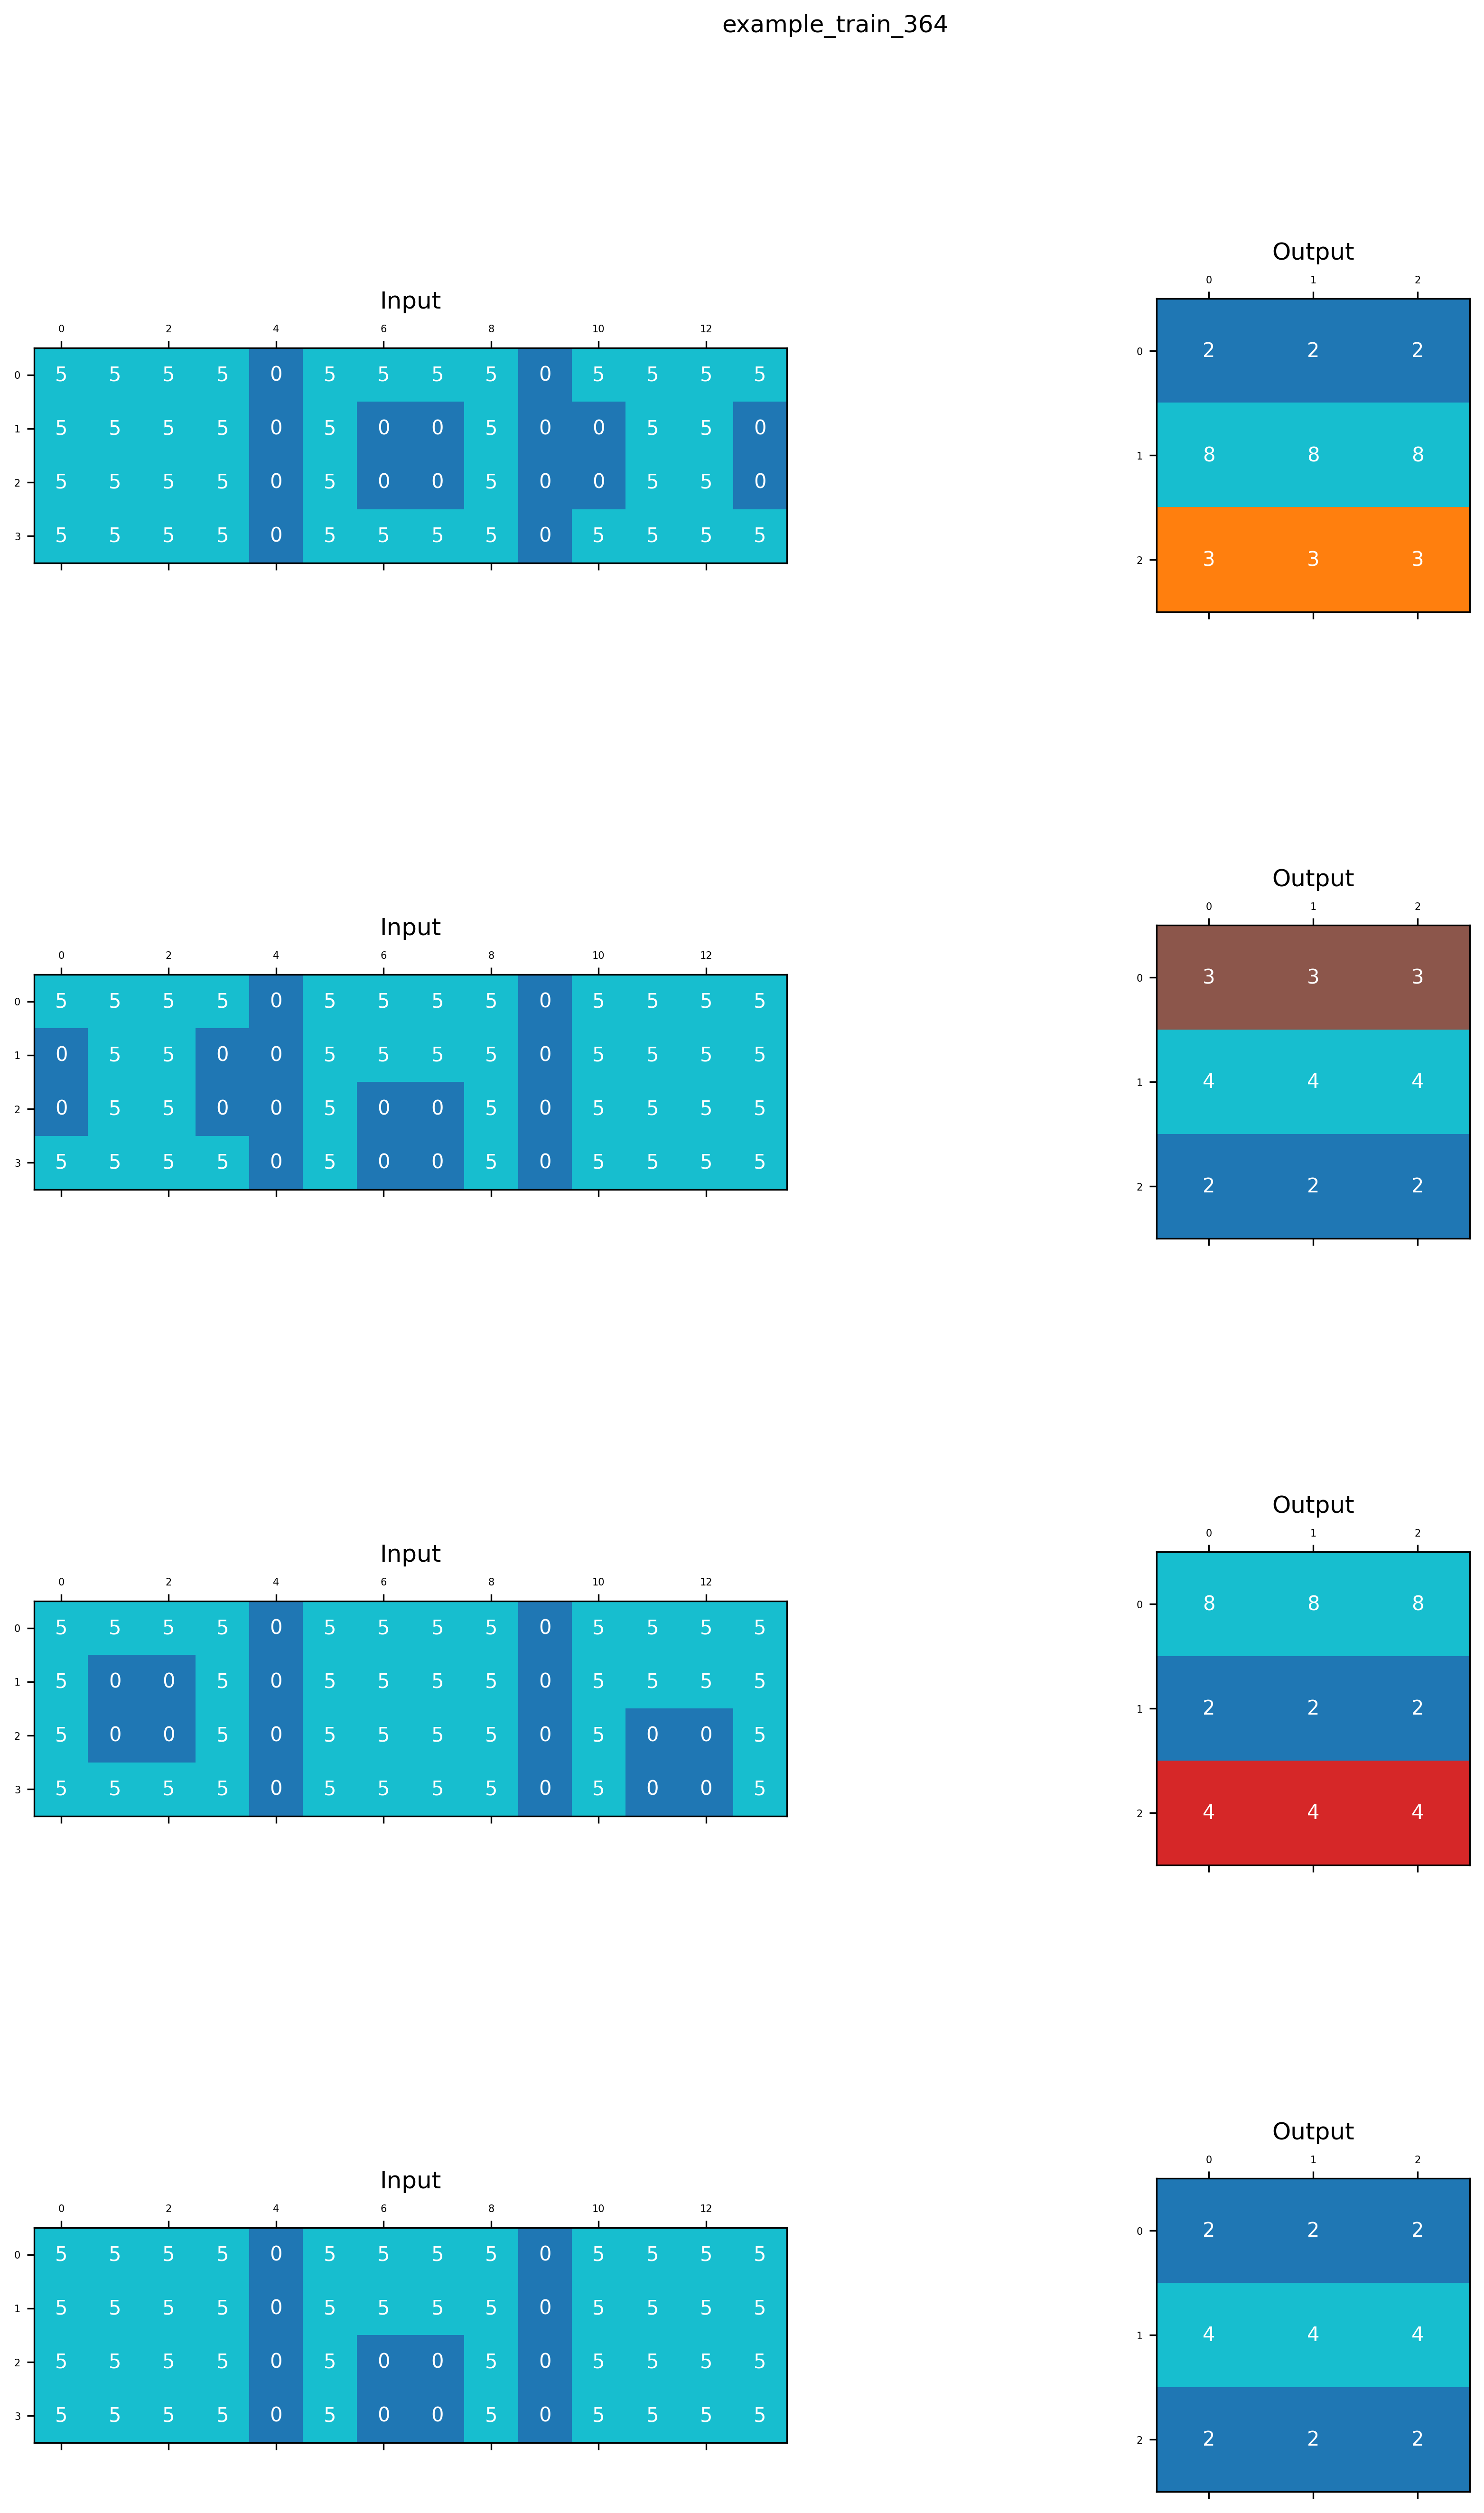 example_train_364
Input
0 2 4 6 8 10 12
0 5 5 5 5 0 5 5 5 5 0 5 5 5 5
1 5 5 5 5 0 5 0 0 5 0 0 5 5 0
2 5 5 5 5 0 5 0 0 5 0 0 5 5 0
3 5 5 5 5 0 5 5 5 5 0 5 5 5 5
Output
0 1 2
0 2 2 2
1 8 8 8
2 3 3 3
Input
0 2 4 6 8 10 12
0 5 5 5 5 0 5 5 5 5 0 5 5 5 5
1 0 5 5 0 0 5 5 5 5 0 5 5 5 5
2 0 5 5 0 0 5 0 0 5 0 5 5 5 5
3 5 5 5 5 0 5 0 0 5 0 5 5 5 5
Output
0 1 2
0 3 3 3
1 4 4 4
2 2 2 2
Input
0 2 4 6 8 10 12
0 5 5 5 5 0 5 5 5 5 0 5 5 5 5
1 5 0 0 5 0 5 5 5 5 0 5 5 5 5
2 5 0 0 5 0 5 5 5 5 0 5 0 0 5
3 5 5 5 5 0 5 5 5 5 0 5 0 0 5
Output
0 1 2
0 8 8 8
1 2 2 2
2 4 4 4
Input
0 2 4 6 8 10 12
0 5 5 5 5 0 5 5 5 5 0 5 5 5 5
1 5 5 5 5 0 5 5 5 5 0 5 5 5 5
2 5 5 5 5 0 5 0 0 5 0 5 5 5 5
3 5 5 5 5 0 5 0 0 5 0 5 5 5 5
Output
0 1 2
0 2 2 2
1 4 4 4
2 2 2 2